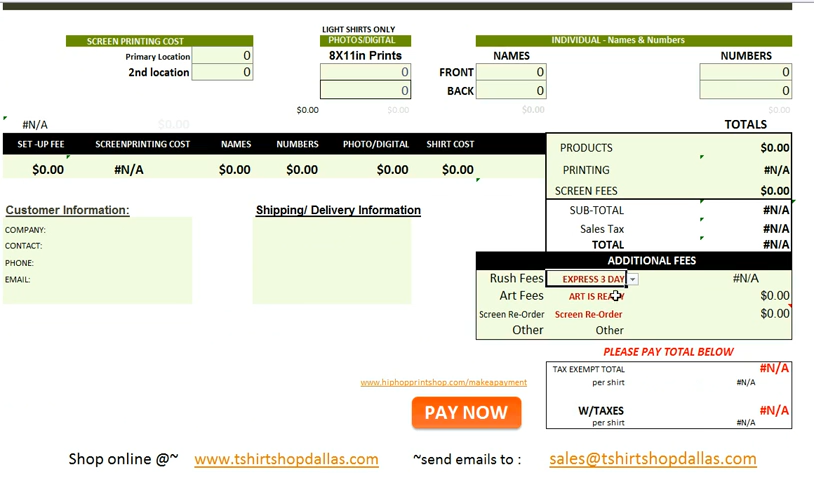 LIGHT SHIRTS ONLY
SCREEN PRINTING COST PHOTOS/DIGITAL INDIVIDUAL - Names & Numbers
Primary Location 0 8X11in Prints NAMES NUMBERS
2nd location 0 0 FRONT 0 0
0 BACK 0 0
$0.00 $0.00 $0.00 $0.00
#N/A $0.00 TOTALS
SET -UP FEE SCREENPRINTING COST NAMES NUMBERS PHOTO/DIGITAL SHIRT COST PRODUCTS $0.00
$0.00 #N/A $0.00 $0.00 $0.00 $0.00 PRINTING #N/A
SCREEN FEES $0.00
Customer Information: Shipping/ Delivery Information SUB-TOTAL #N/A
COMPANY: Sales Tax #N/A
CONTACT: TOTAL #N/A
PHONE: ADDITIONAL FEES
EMAIL: Rush Fees EXPRESS 3 DAY #N/A
Art Fees ART IS READY $0.00
Screen Re-Order Screen Re-Order $0.00
Other Other
PLEASE PAY TOTAL BELOW
TAX EXEMPT TOTAL #N/A
www.hiphopprintshop.com/makeapayment per shirt #N/A
PAY NOW W/TAXES #N/A
per shirt #N/A
Shop online @~ www.tshirtshopdallas.com ~send emails to : sales@tshirtshopdallas.com